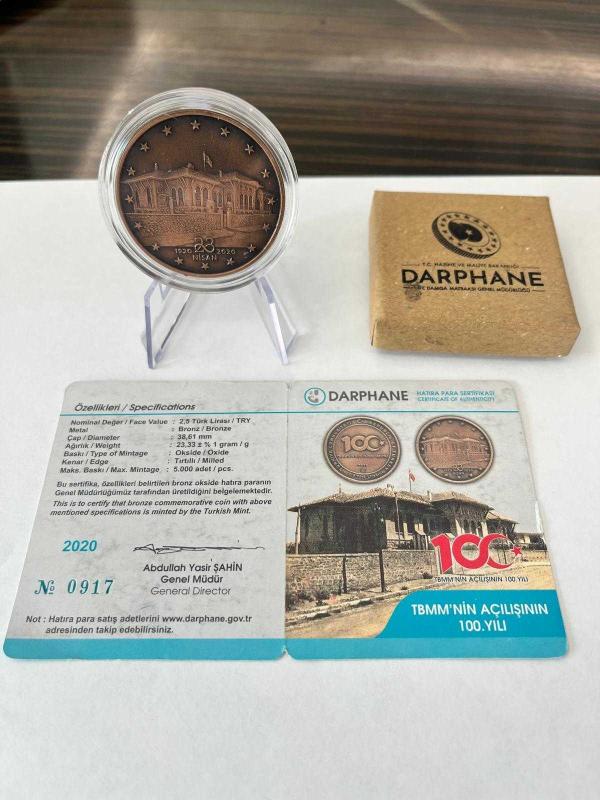 1920 23 2020
NİSAN
T.C. HAZİNE VE MALİYE BAKANLIĞI
DARPHANE
VE DAMGA MATBAASI GENEL MÜDÜRLÜĞÜ
Özellikleri / Specifications
Nominal Değer / Face Value : 2,5 Türk Lirası / TRY
Metal : Bronz / Bronze
Çap / Diameter : 38,61 mm
Ağırlık / Weight : 23,33 ± % 1 gram / g
Baskı / Type of Mintage : Okside / Oxide
Kenar / Edge : Tırtıllı / Milled
Maks. Baskı / Max. Mintage : 5.000 adet / pcs.
Bu sertifika, özellikleri belirtilen bronz okside hatıra paranın
Genel Müdürlüğümüz tarafından üretildiğini belgelemektedir.
This is to certify that bronze commemorative coin with above
mentioned specifications is minted by the Turkish Mint.
2020
Abdullah Yasir ŞAHİN
Genel Müdür
General Director
№ 0917
Not : Hatıra para satış adetlerini www.darphane.gov.tr
adresinden takip edebilirsiniz.
DARPHANE
HATIRA PARA SERTİFİKASI
CERTIFICATE OF AUTHENTICITY
100
100
TBMM'NİN AÇILIŞININ 100.YILI
TBMM'NİN AÇILIŞININ
100.YILI